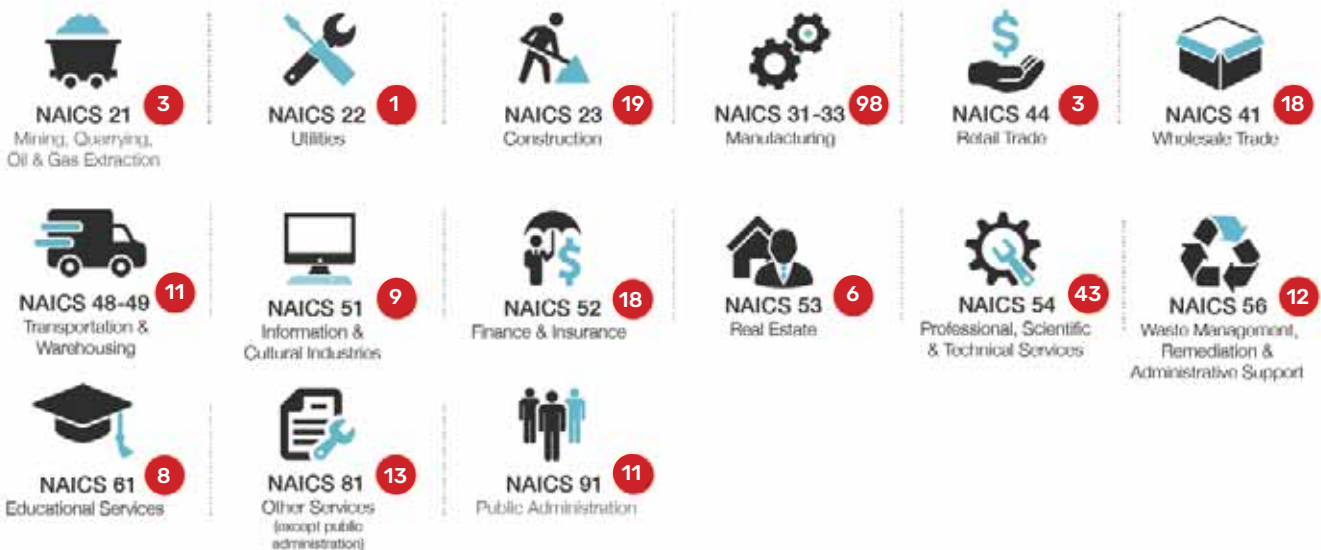 NAICS 21
3
Mining, Quarrying,
Oil & Gas Extraction
NAICS 22
1
Utilities
NAICS 23
19
Construction
NAICS 31-33
98
Manufacturing
NAICS 44
3
Retail Trade
$
NAICS 41
18
Wholesale Trade
NAICS 48-49
11
Transportation &
Warehousing
NAICS 51
9
Information &
Cultural Industries
NAICS 52
18
Finance & Insurance
$
NAICS 53
6
Real Estate
NAICS 54
43
Professional, Scientific
& Technical Services
NAICS 56
12
Waste Management,
Remediation &
Administrative Support
NAICS 61
8
Educational Services
NAICS 81
13
Other Services
(except public
administration)
NAICS 91
11
Public Administration